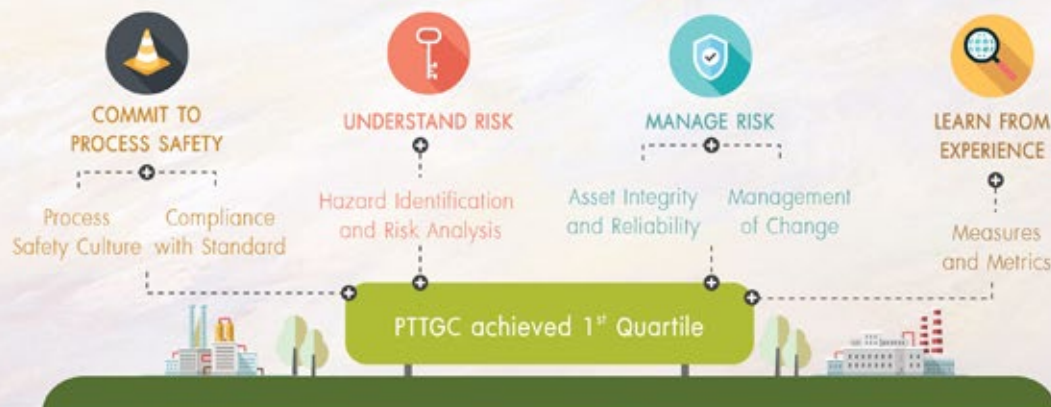 COMMIT TO
PROCESS SAFETY
Process
Safety Culture
Compliance
with Standard
UNDERSTAND RISK
Hazard Identification
and Risk Analysis
MANAGE RISK
Asset Integrity
and Reliability
Management
of Change
LEARN FROM
EXPERIENCE
Measures
and Metrics
PTTGC achieved 1st Quartile